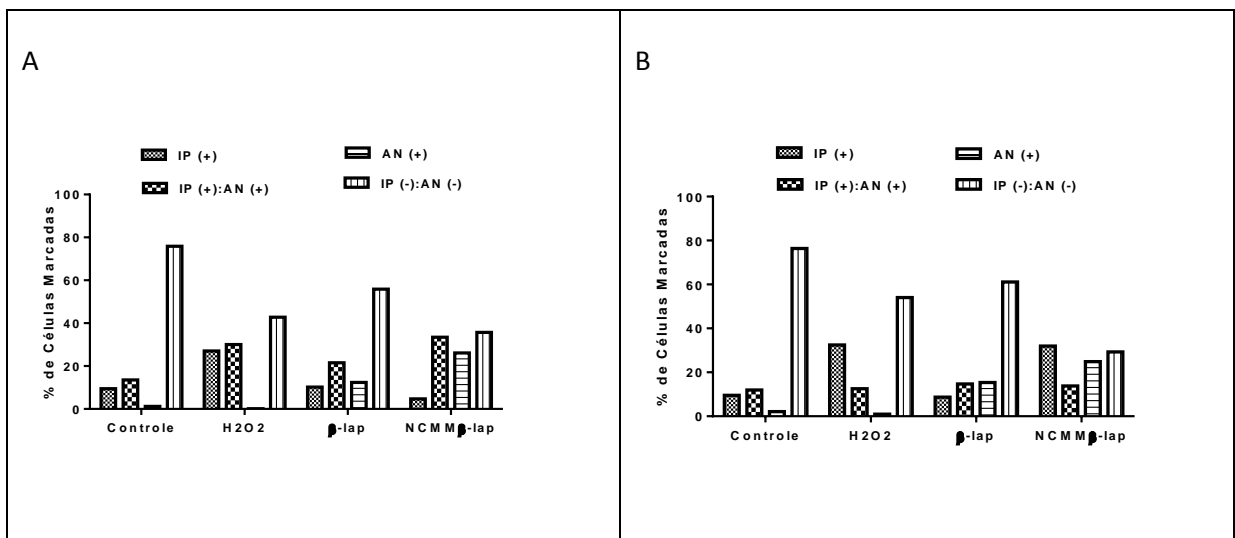 A
IP (+)
AN (+)
IP (+):AN (+)
IP (-):AN (-)
% de Células Marcadas
100
80
60
40
20
0
Controle
H2O2
β-lap
NCMMβ-lap
B
IP (+)
AN (+)
IP (+):AN (+)
IP (-):AN (-)
% de Células Marcadas
100
80
60
40
20
0
Controle
H2O2
β-lap
NCMMβ-lap